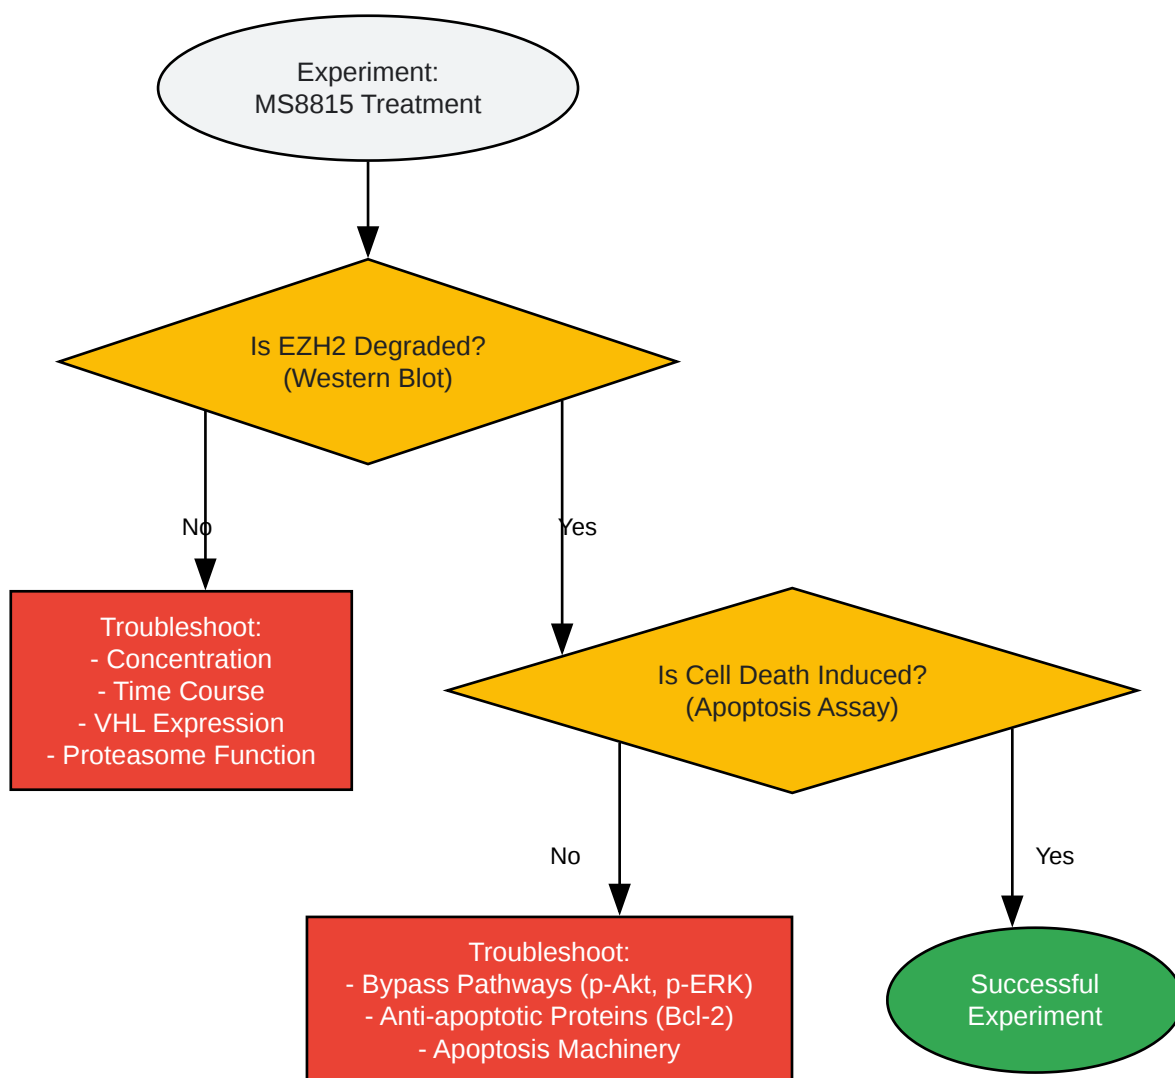 Experiment:
MS8815 Treatment
Is EZH2 Degraded?
(Western Blot)
No
Yes
Troubleshoot:
- Concentration
- Time Course
- VHL Expression
- Proteasome Function
Is Cell Death Induced?
(Apoptosis Assay)
No
Yes
Troubleshoot:
- Bypass Pathways (p-Akt, p-ERK)
- Anti-apoptotic Proteins (Bcl-2)
- Apoptosis Machinery
Successful
Experiment